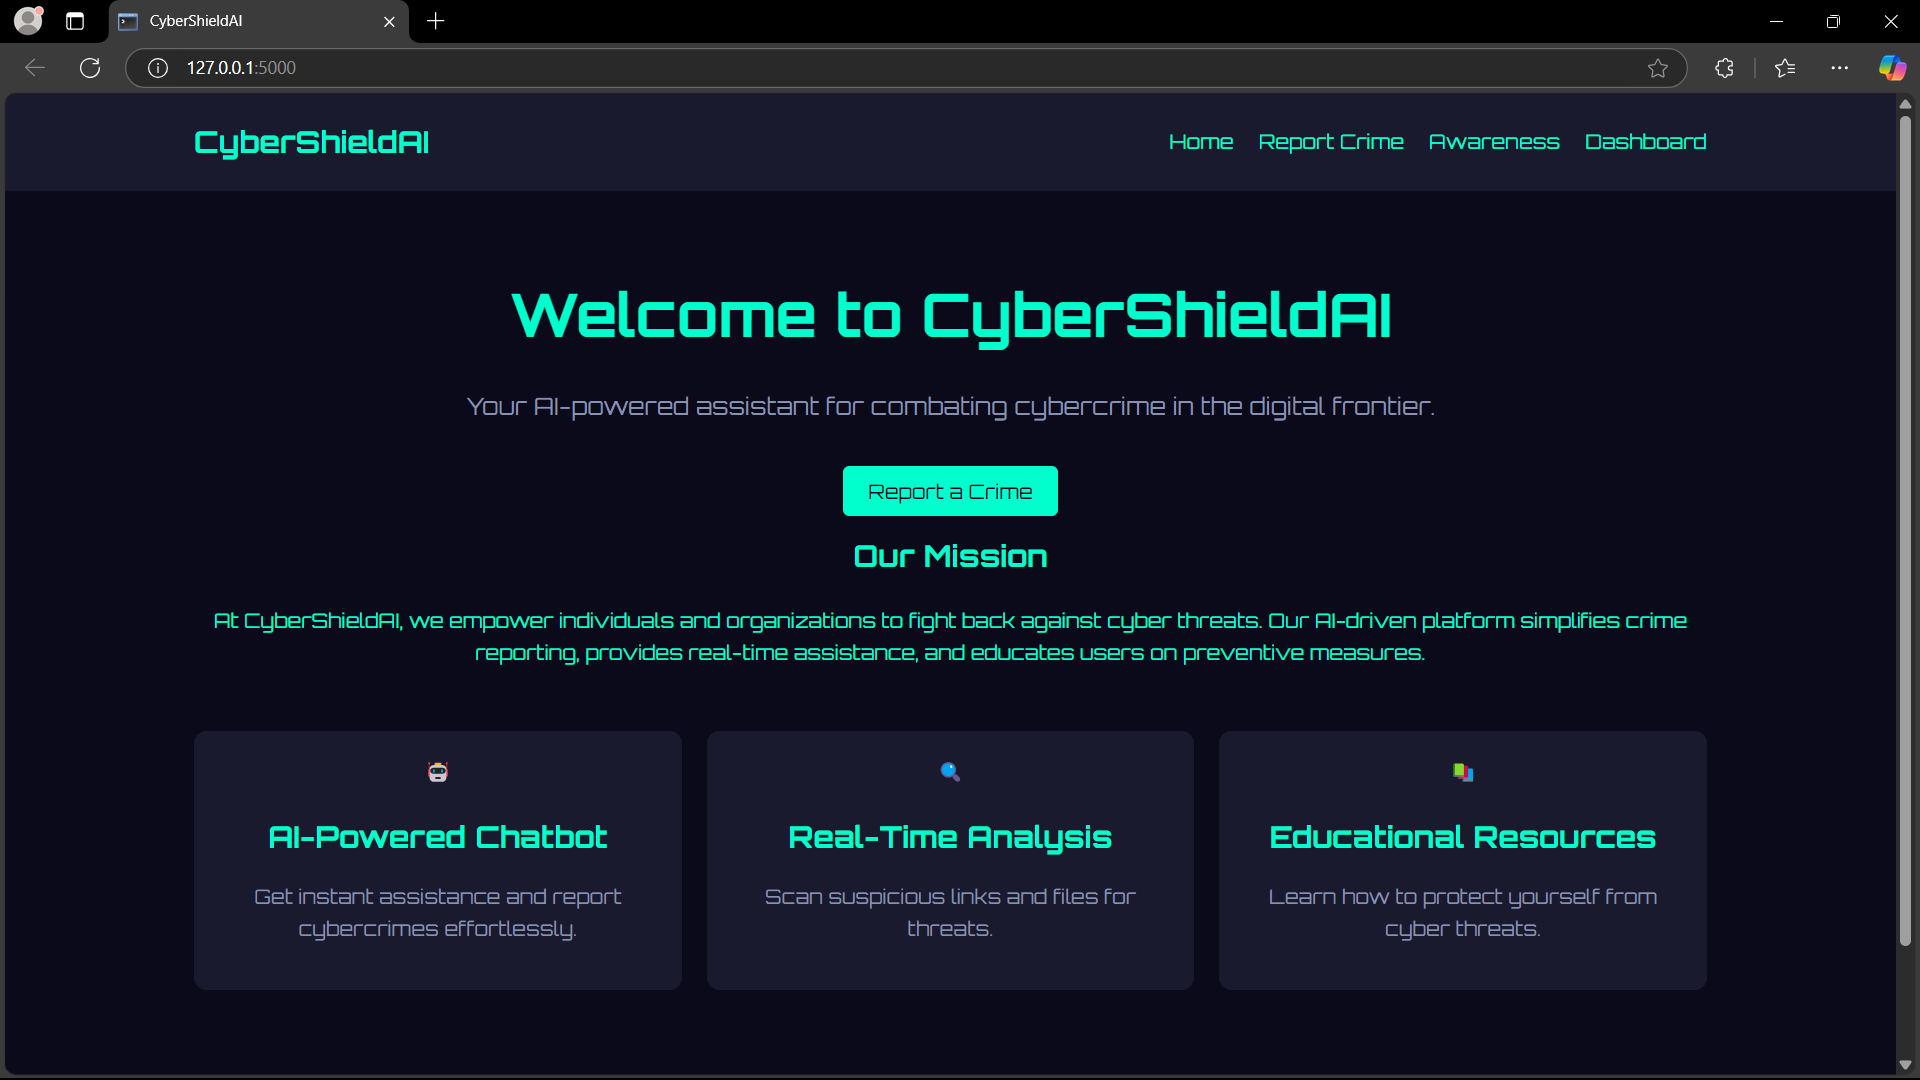 CyberShieldAI
127.0.0.1:5000
CyberShieldAI
Home Report Crime Awareness Dashboard
Welcome to CyberShieldAI
Your AI-powered assistant for combating cybercrime in the digital frontier.
Report a Crime
Our Mission
At CyberShieldAI, we empower individuals and organizations to fight back against cyber threats. Our AI-driven platform simplifies crime
reporting, provides real-time assistance, and educates users on preventive measures.
AI-Powered Chatbot
Get instant assistance and report
cybercrimes effortlessly.
Real-Time Analysis
Scan suspicious links and files for
threats.
Educational Resources
Learn how to protect yourself from
cyber threats.